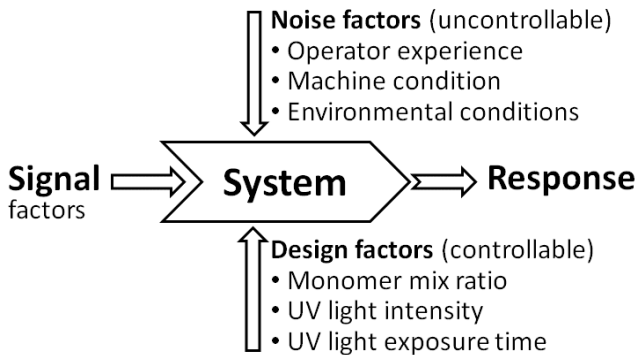 Noise factors (uncontrollable)
• Operator experience
• Machine condition
• Environmental conditions
Signal
factors
System
Response
Design factors (controllable)
• Monomer mix ratio
• UV light intensity
• UV light exposure time